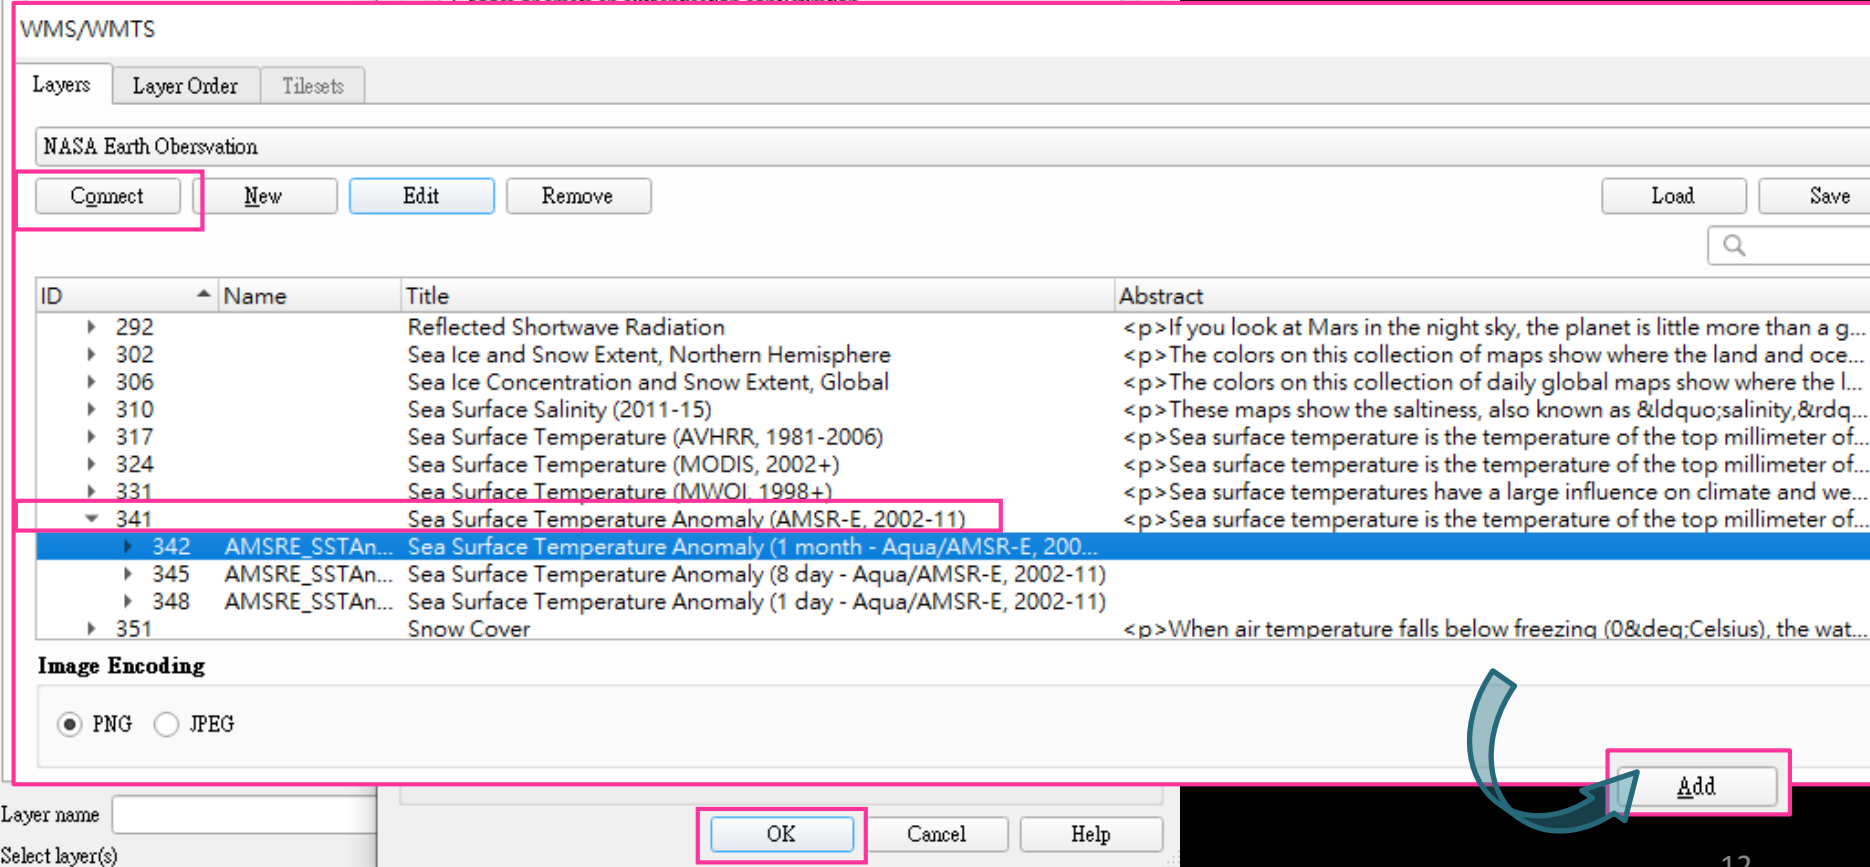 WMS/WMTS
Layers Layer Order Tilesets
NASA Earth Obersvation
Connect New Edit Remove Load Save
ID Name Title Abstract
292 Reflected Shortwave Radiation <p>If you look at Mars in the night sky, the planet is little more than a g...
302 Sea Ice and Snow Extent, Northern Hemisphere <p>The colors on this collection of maps show where the land and oce...
306 Sea Ice Concentration and Snow Extent, Global <p>The colors on this collection of daily global maps show where the l...
310 Sea Surface Salinity (2011-15) <p>These maps show the saltiness, also known as &ldquo;salinity,&rdq...
317 Sea Surface Temperature (AVHRR, 1981-2006) <p>Sea surface temperature is the temperature of the top millimeter of...
324 Sea Surface Temperature (MODIS, 2002+) <p>Sea surface temperature is the temperature of the top millimeter of...
331 Sea Surface Temperature (MWOI, 1998+) <p>Sea surface temperatures have a large influence on climate and we...
341 Sea Surface Temperature Anomaly (AMSR-E, 2002-11) <p>Sea surface temperature is the temperature of the top millimeter of...
342 AMSRE_SSTAn... Sea Surface Temperature Anomaly (1 month - Aqua/AMSR-E, 200...
345 AMSRE_SSTAn... Sea Surface Temperature Anomaly (8 day - Aqua/AMSR-E, 2002-11)
348 AMSRE_SSTAn... Sea Surface Temperature Anomaly (1 day - Aqua/AMSR-E, 2002-11)
351 Snow Cover <p>When air temperature falls below freezing (0&deg;Celsius), the wat...
Image Encoding
PNG JPEG
Add
Layer name
OK Cancel Help
Select layer(s)
12